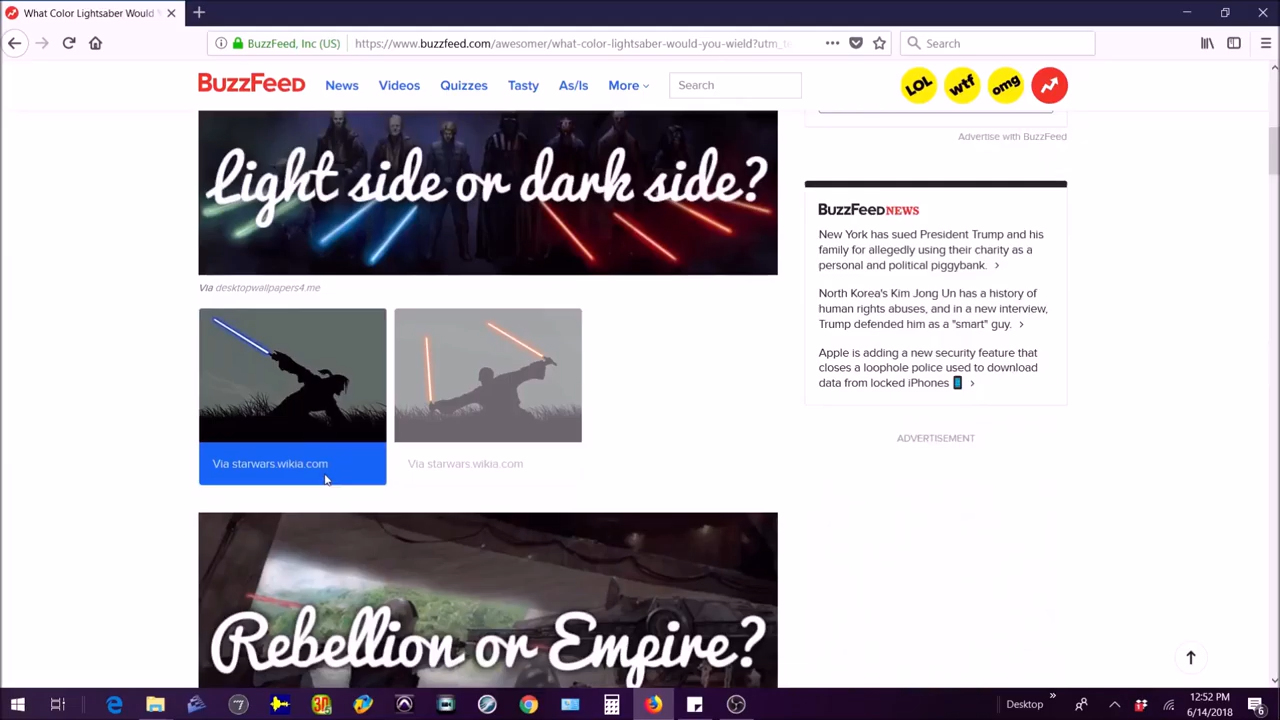 What Color Lightsaber Would
BuzzFeed, Inc (US)
https://www.buzzfeed.com/awesomer/what-color-lightsaber-would-you-wield?utm_t
Search
BuzzFeed
News
Videos
Quizzes
Tasty
As/Is
More
Search
LOL
wtf
omg
Light side or dark side?
Via desktopwallpapers4.me
Via starwars.wikia.com
Via starwars.wikia.com
Rebellion or Empire?
Advertise with BuzzFeed
BuzzFeed NEWS
New York has sued President Trump and his
family for allegedly using their charity as a
personal and political piggybank. ›
North Korea's Kim Jong Un has a history of
human rights abuses, and in a new interview,
Trump defended him as a "smart" guy. ›
Apple is adding a new security feature that
closes a loophole police used to download
data from locked iPhones 📱 ›
ADVERTISEMENT
Desktop
12:52 PM
6/14/2018
6